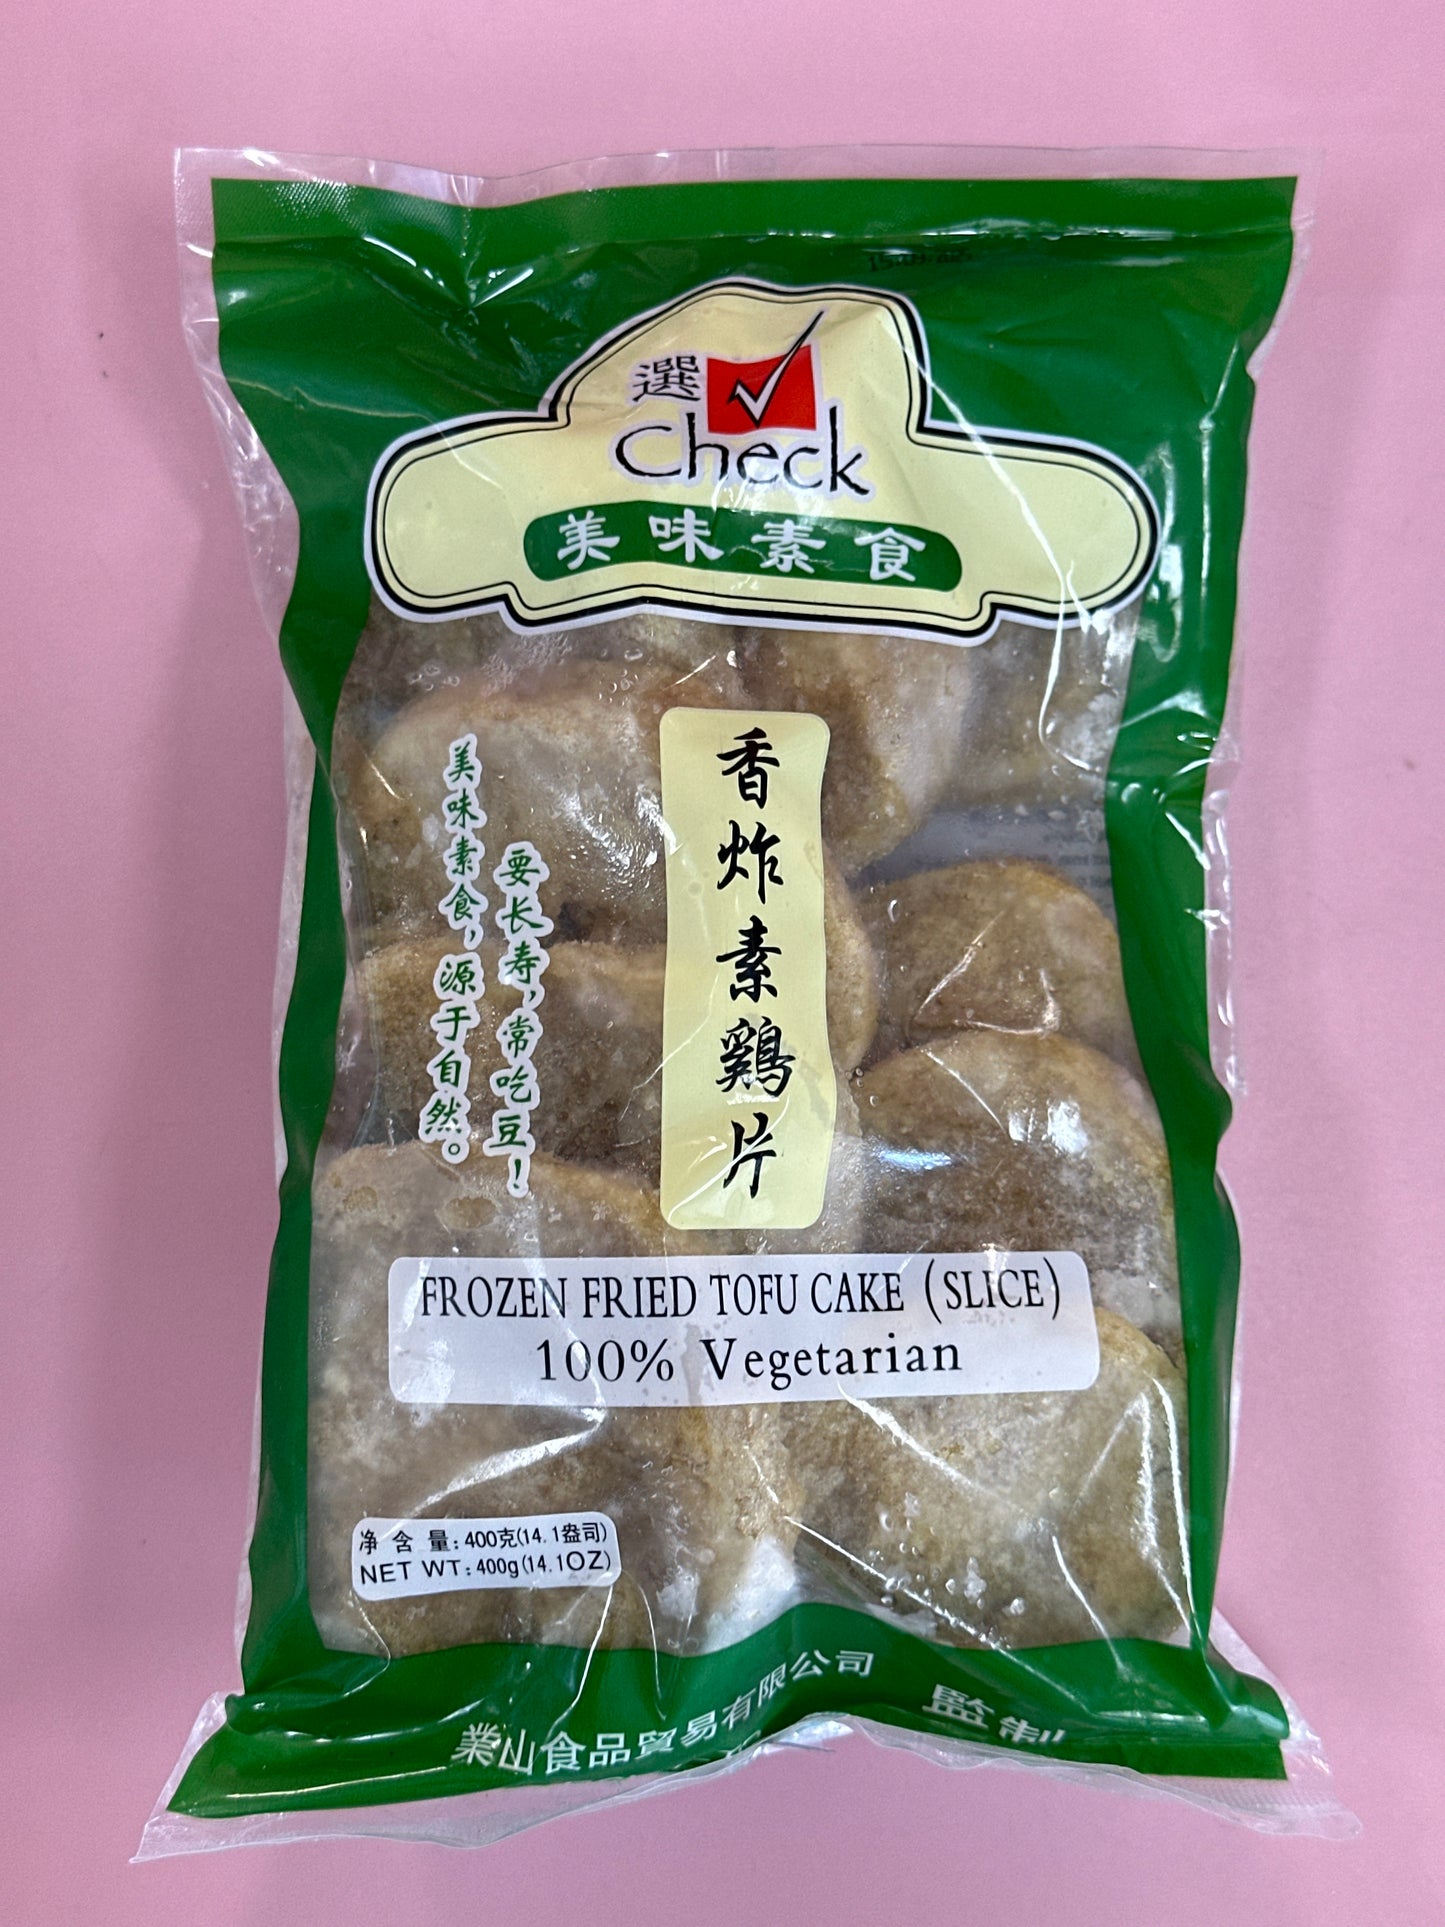 選
Check
美味素食
香炸素鷄片
要长寿，常吃豆！
美味素食，源于自然。
FROZEN FRIED TOFU CAKE (SLICE)
100% Vegetarian
净 含 量：400克(14.1盎司)
NET WT：400g(14.1OZ)
業山食品貿易有限公司 監制